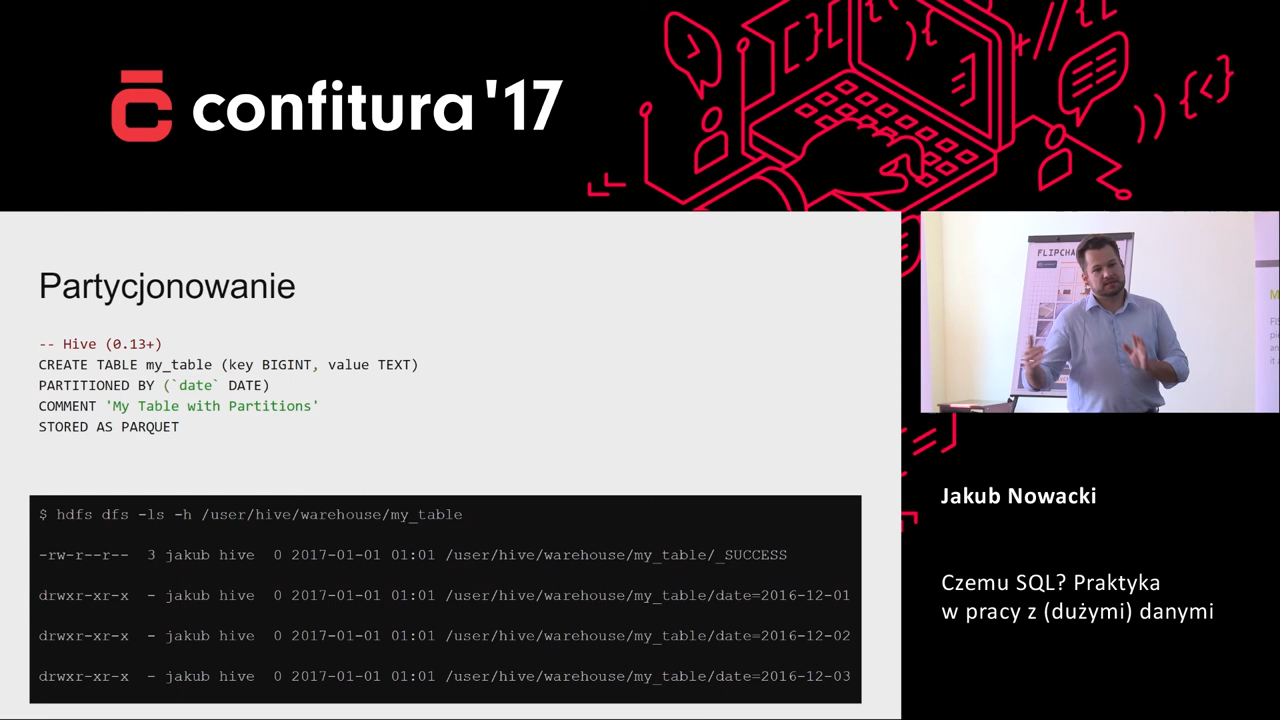 confitura '17
Partycjonowanie
-- Hive (0.13+)
CREATE TABLE my_table (key BIGINT, value TEXT)
PARTITIONED BY (`date` DATE)
COMMENT 'My Table with Partitions'
STORED AS PARQUET
$ hdfs dfs -ls -h /user/hive/warehouse/my_table
-rw-r--r-- 3 jakub hive 0 2017-01-01 01:01 /user/hive/warehouse/my_table/_SUCCESS
drwxr-xr-x - jakub hive 0 2017-01-01 01:01 /user/hive/warehouse/my_table/date=2016-12-01
drwxr-xr-x - jakub hive 0 2017-01-01 01:01 /user/hive/warehouse/my_table/date=2016-12-02
drwxr-xr-x - jakub hive 0 2017-01-01 01:01 /user/hive/warehouse/my_table/date=2016-12-03
Jakub Nowacki
Czemu SQL? Praktyka
w pracy z (dużymi) danymi